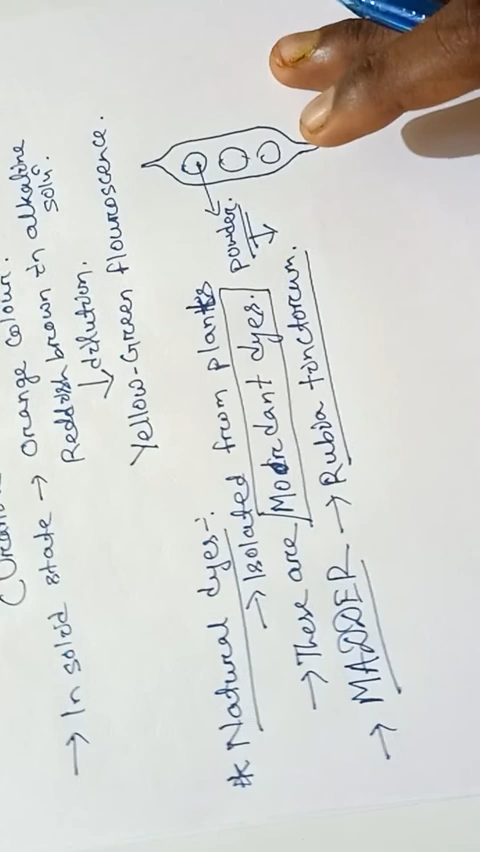 → In solid state → Orange colour.
Reddish brown in alkaline soln.
↓ dilution.
Yellow-Green flouroscence.
* Natural dyes:-
→ Isolated from plants
→ These are Mordant dyes.
→ MADDER → Rubia tinctorum.
powder.